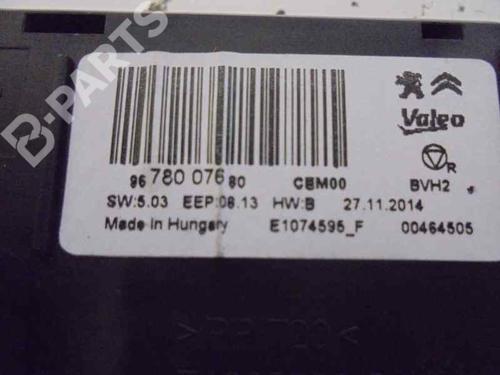 B-PARTS
Valeo
R
96 780 076 80 CBM00 BVH2
SW:5.03 EEP:08.13 HW:B 27.11.2014
Made in Hungary E1074595_F 00464505